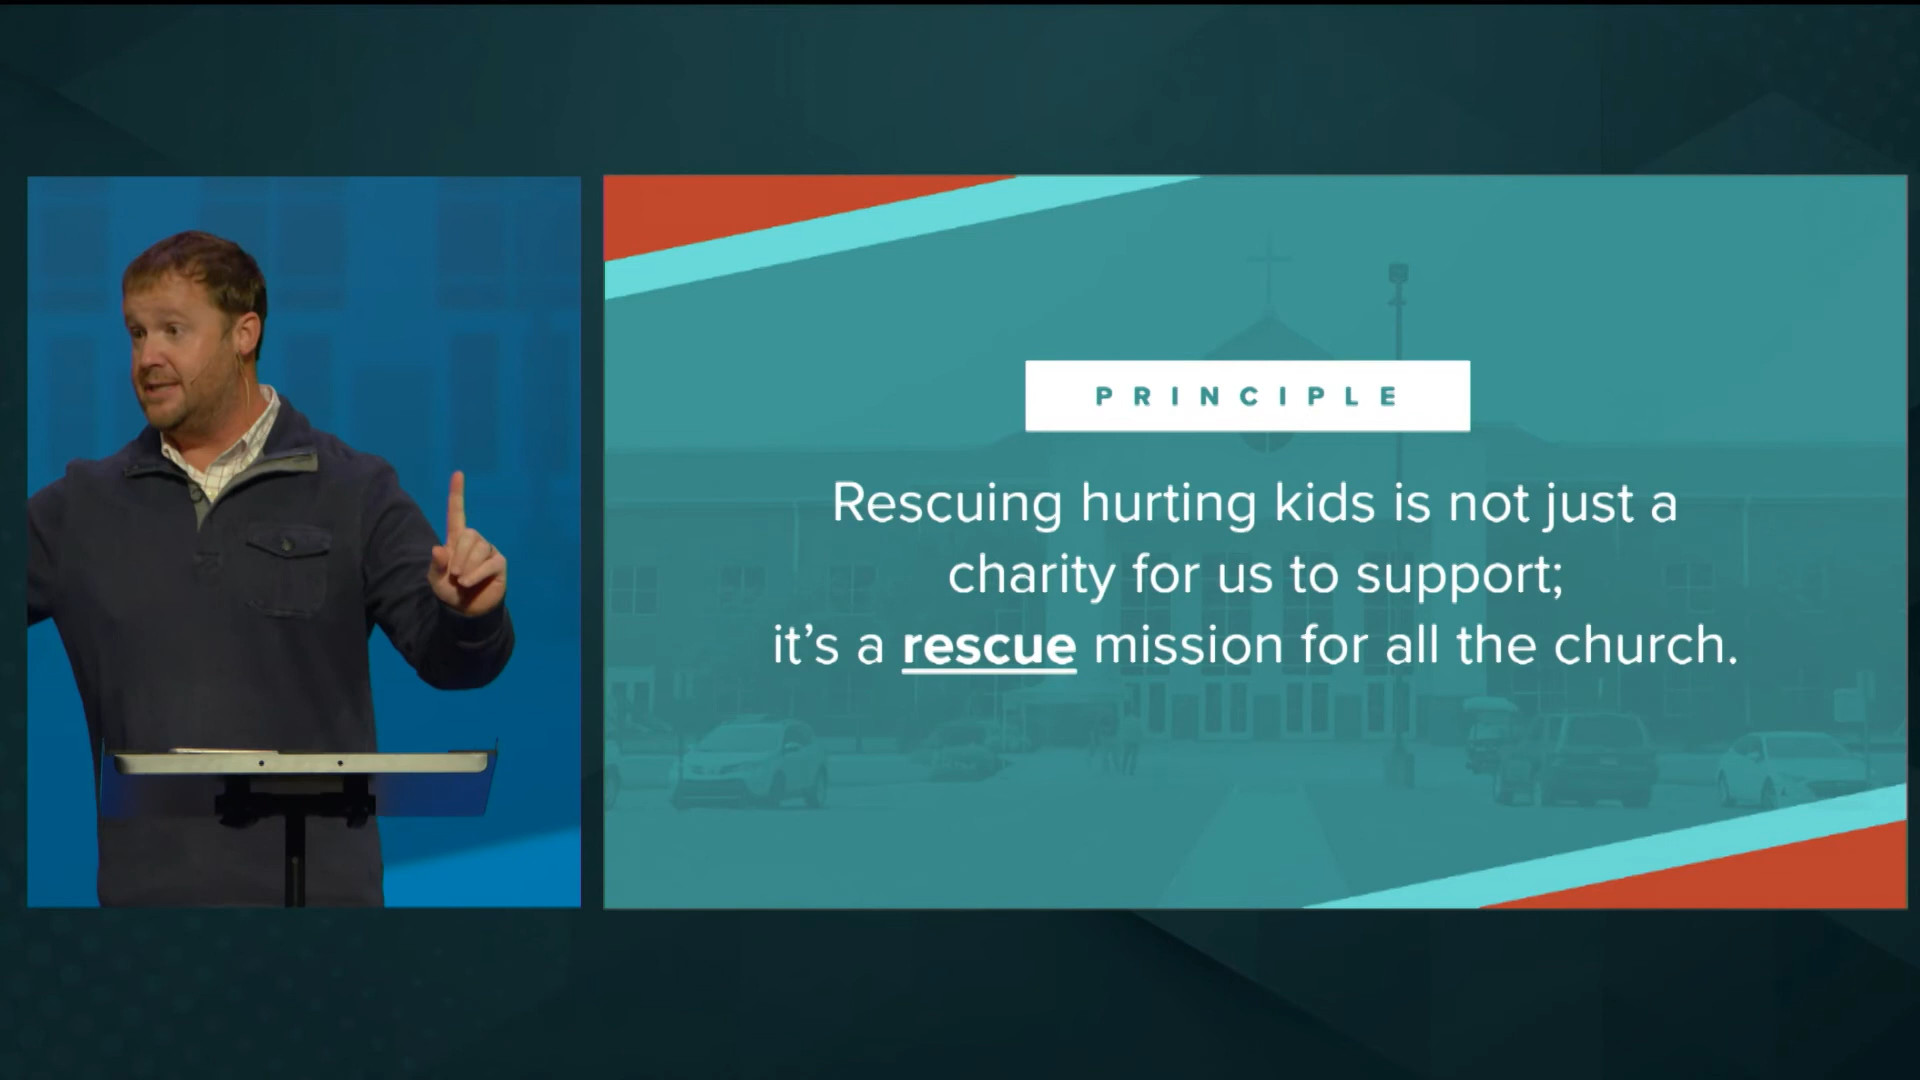 PRINCIPLE
Rescuing hurting kids is not just a
charity for us to support;
it's a rescue mission for all the church.